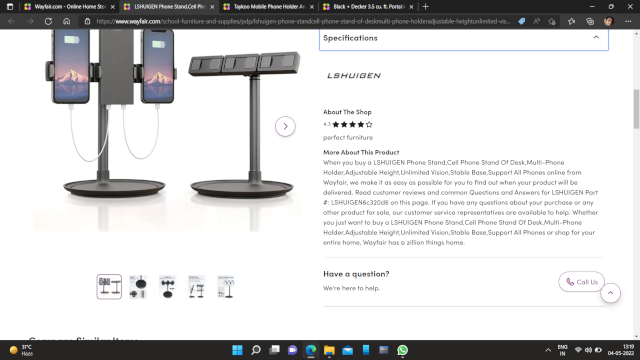 Wayfair.com - Online Home Stor
LSHUIGEN Phone Stand,Cell Pho
Taykoo Mobile Phone Holder Ar
Black + Decker 3.5 cu. ft. Portabl
https://www.wayfair.com/school-furniture-and-supplies/pdp/lshuigen-phone-standcell-phone-stand-of-deskmulti-phone-holderadjustable-heightunlimited-vis...
Specifications
LSHUIGEN
About The Shop
4.3
perfect furniture
More About This Product
When you buy a LSHUIGEN Phone Stand,Cell Phone Stand Of Desk,Multi-Phone
Holder,Adjustable Height,Unlimited Vision,Stable Base,Support All Phones online from
Wayfair, we make it as easy as possible for you to find out when your product will be
delivered. Read customer reviews and common Questions and Answers for LSHUIGEN Part
#: LSHUIGEN6c320d6 on this page. If you have any questions about your purchase or any
other product for sale, our customer service representatives are available to help. Whether
you just want to buy a LSHUIGEN Phone Stand,Cell Phone Stand Of Desk,Multi-Phone
Holder,Adjustable Height,Unlimited Vision,Stable Base,Support All Phones or shop for your
entire home, Wayfair has a zillion things home.
Have a question?
We're here to help.
Call Us
Compare Similar Items
31°C
Haze
ENG
IN
13:19
04-05-2022